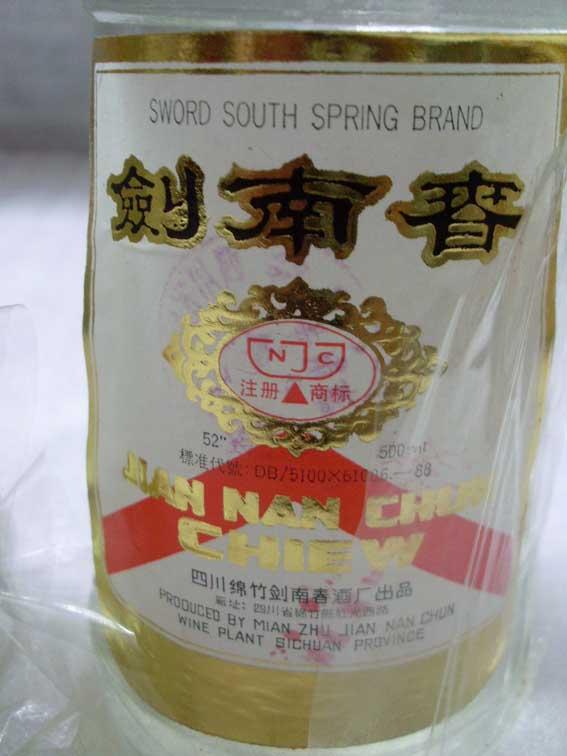 SWORD SOUTH SPRING BRAND
劍南春
NJC
注册 商标
52° 500ml
標准代號: DB/5100×61006—88
JIAN NAN CHUN
CHIEW
四川绵竹剑南春酒厂出品
PRODUCED BY MIAN ZHU JIAN NAN CHUN
WINE PLANT SICHUAN PROVINCE